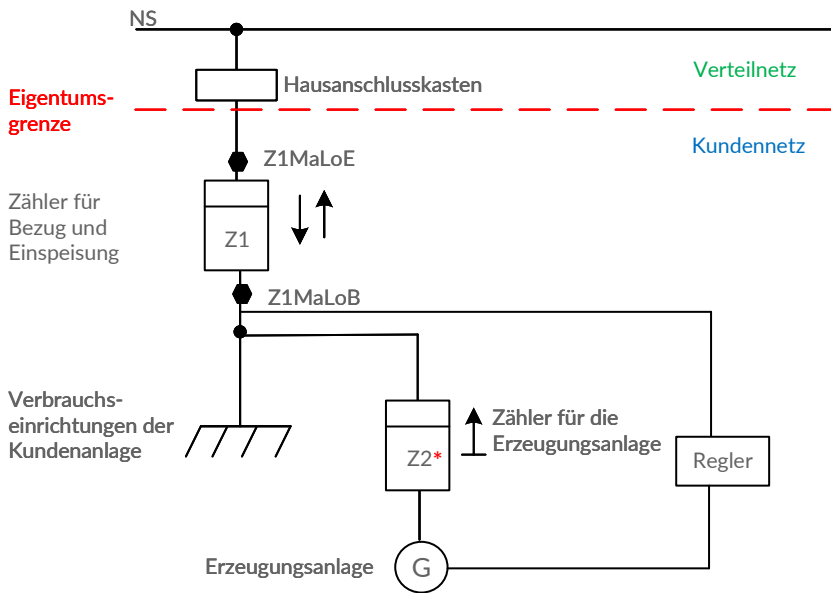 NS
Hausanschlusskasten
Verteilnetz
Eigentums-
grenze
Kundennetz
Z1MaLoE
Zähler für
Bezug und
Einspeisung
Z1
Z1MaLoB
Verbrauchs-
einrichtungen der
Kundenanlage
Z2*
Zähler für die
Erzeugungsanlage
Regler
Erzeugungsanlage
G